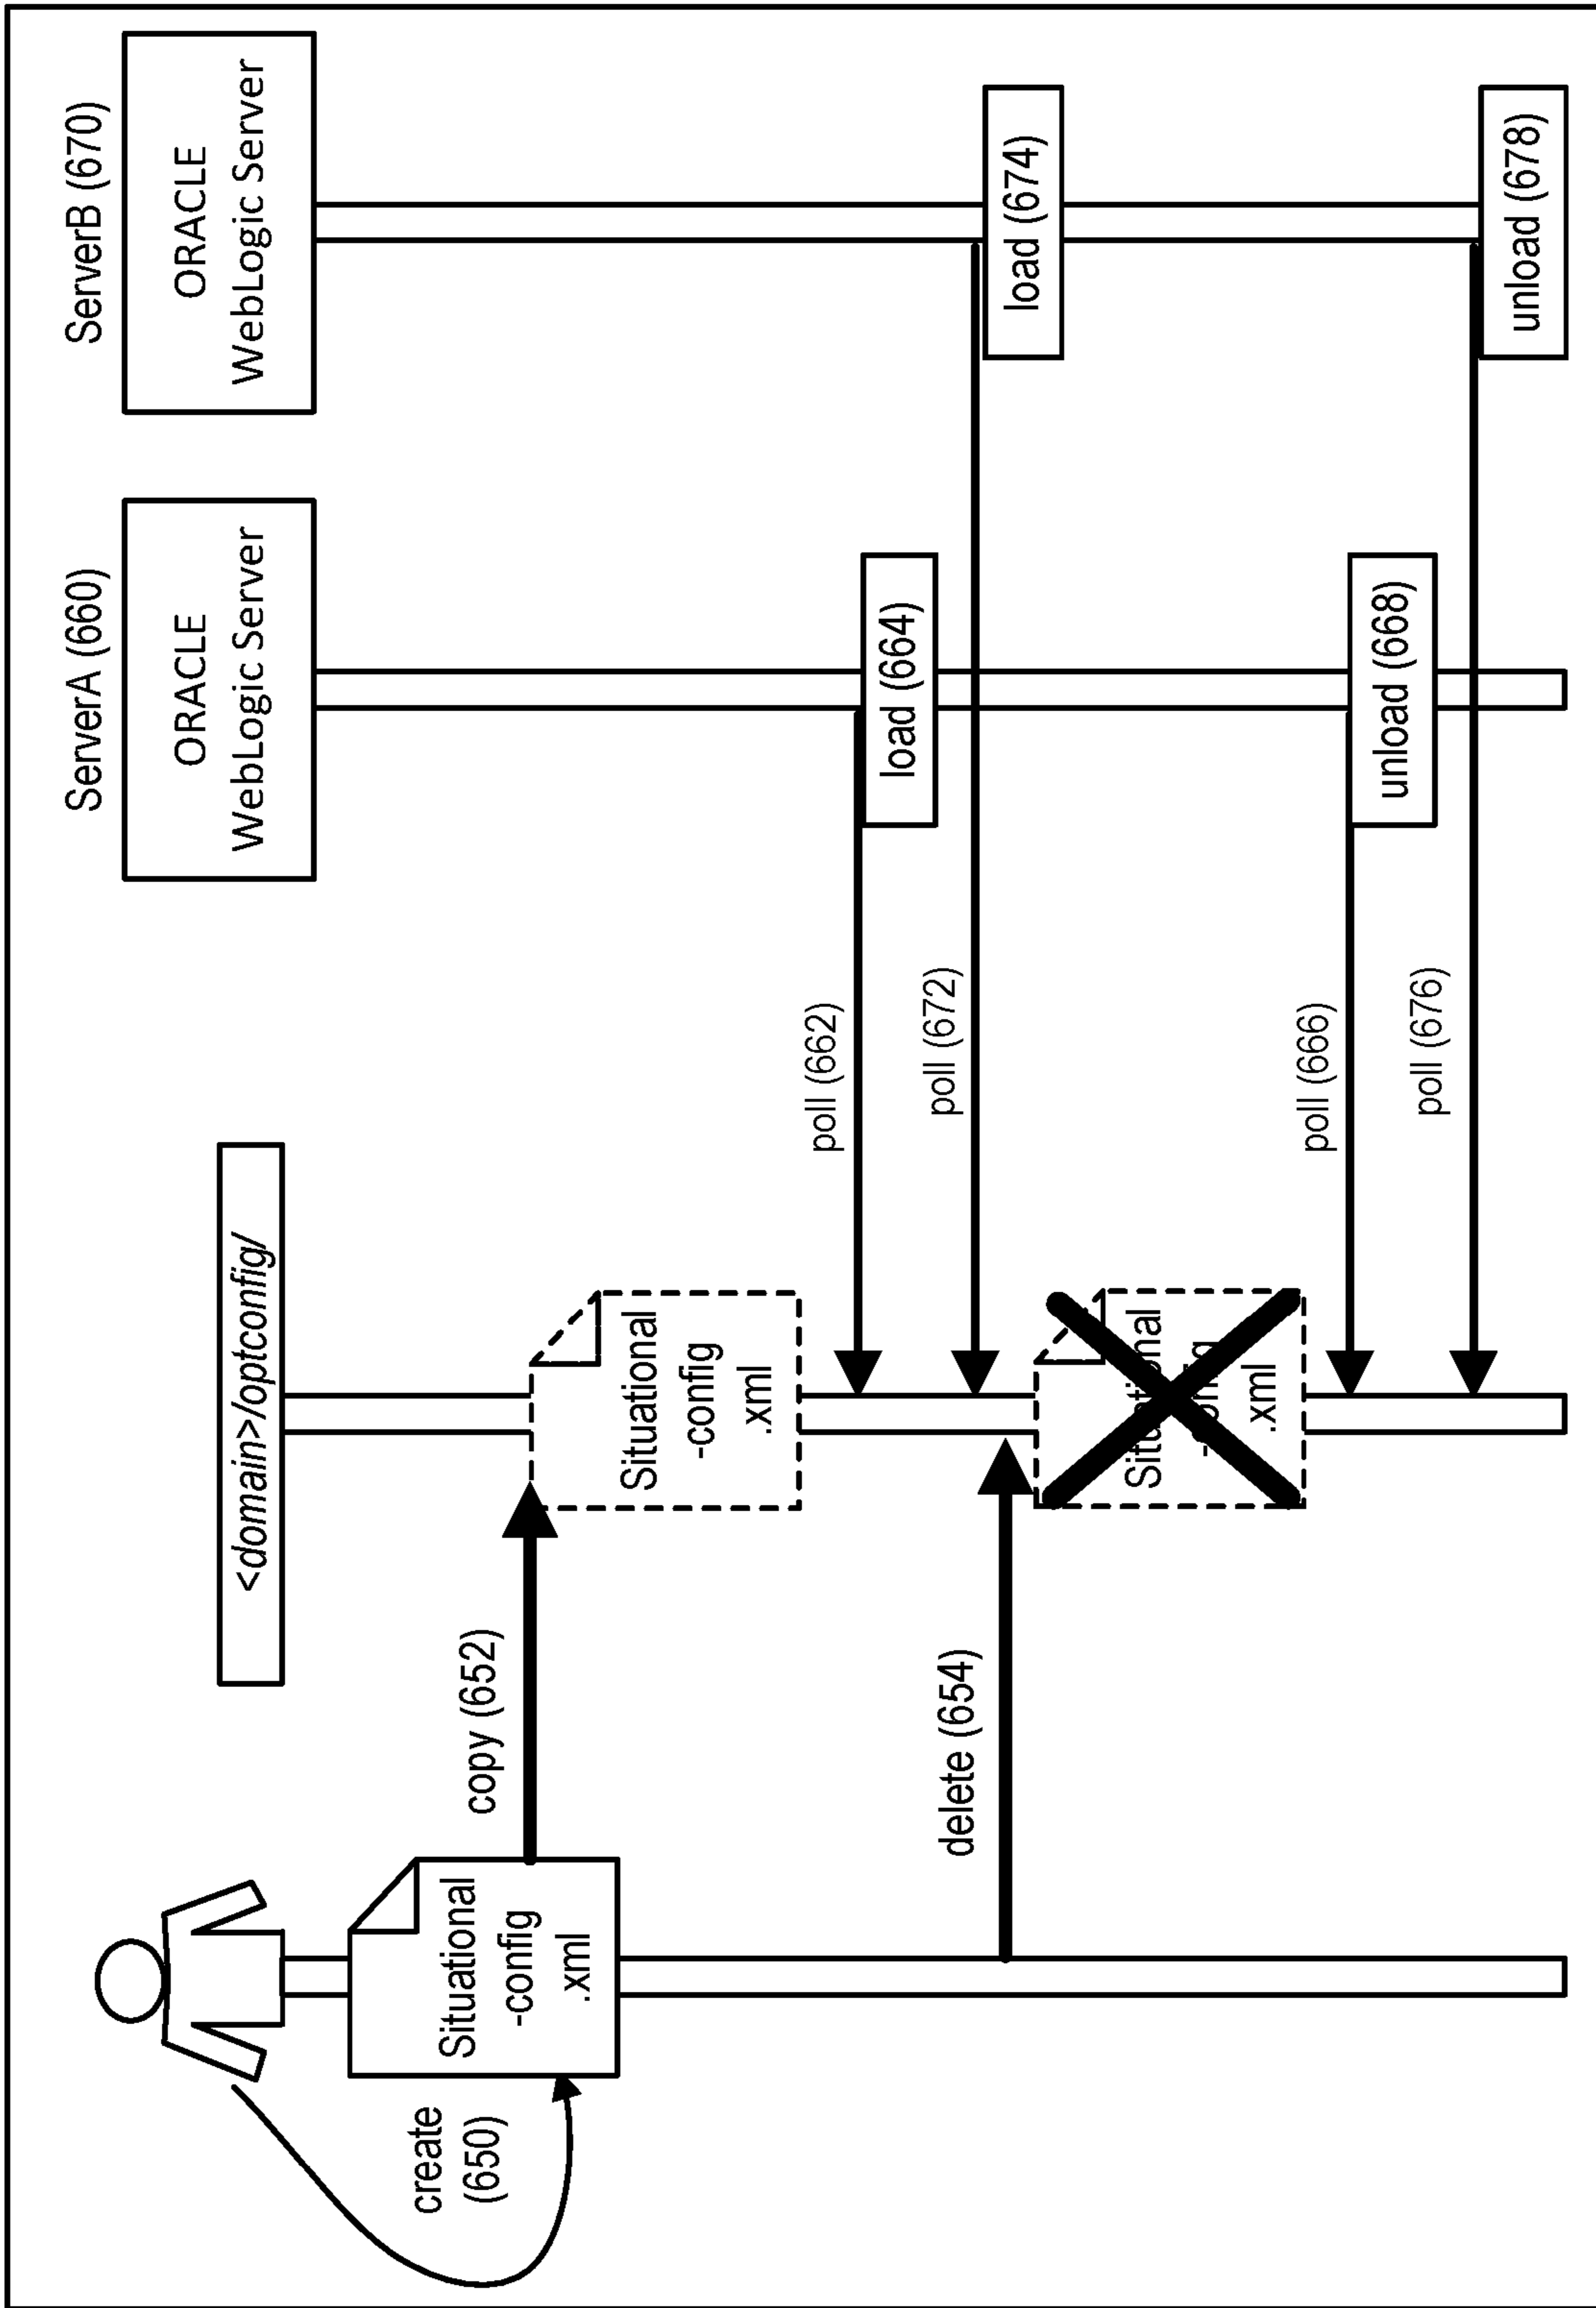 <domain>/optconfig/
ServerA (660)
ORACLE
WebLogic Server
ServerB (670)
ORACLE
WebLogic Server
create
(650)
Situational
-config
.xml
copy (652)
Situational
-config
.xml
poll (662)
load (664)
poll (672)
load (674)
delete (654)
.xml
poll (666)
unload (668)
poll (676)
unload (678)